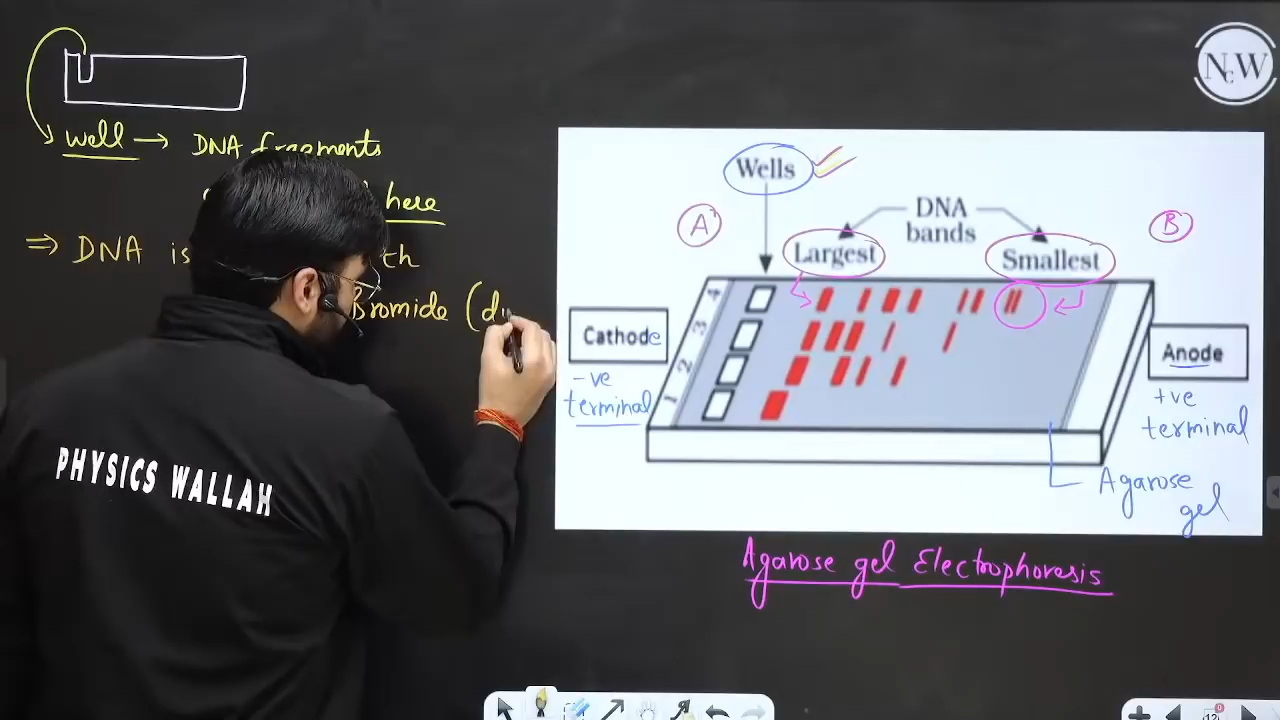 well → DNA fragments
here
⇒ DNA is th
Bromide (d
PHYSICS WALLAH
NcW
Wells
A
DNA
bands
B
Largest
Smallest
4
3
2
1
Cathode
-ve
terminal
Anode
+ve
terminal
Agarose
gel
Agarose gel Electrophoresis